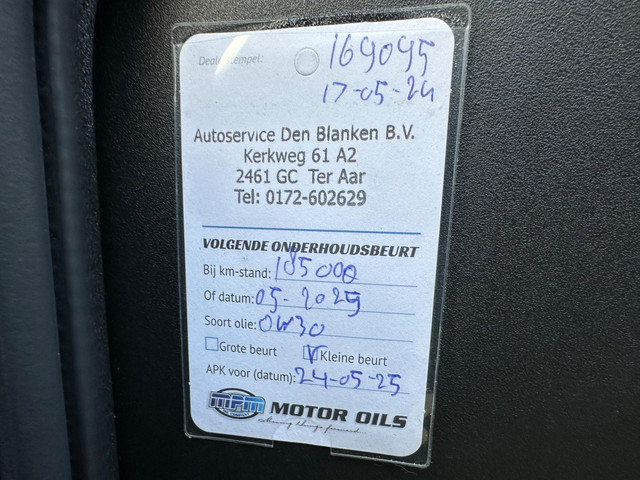 Dealerstempel: 169095
17-05-24
Autoservice Den Blanken B.V.
Kerkweg 61 A2
2461 GC Ter Aar
Tel: 0172-602629
VOLGENDE ONDERHOUDSBEURT
Bij km-stand: 185000
Of datum: 05-2025
Soort olie: 0W30
Grote beurt Kleine beurt
APK voor (datum): 24-05-25
MPM MOTOR OILS